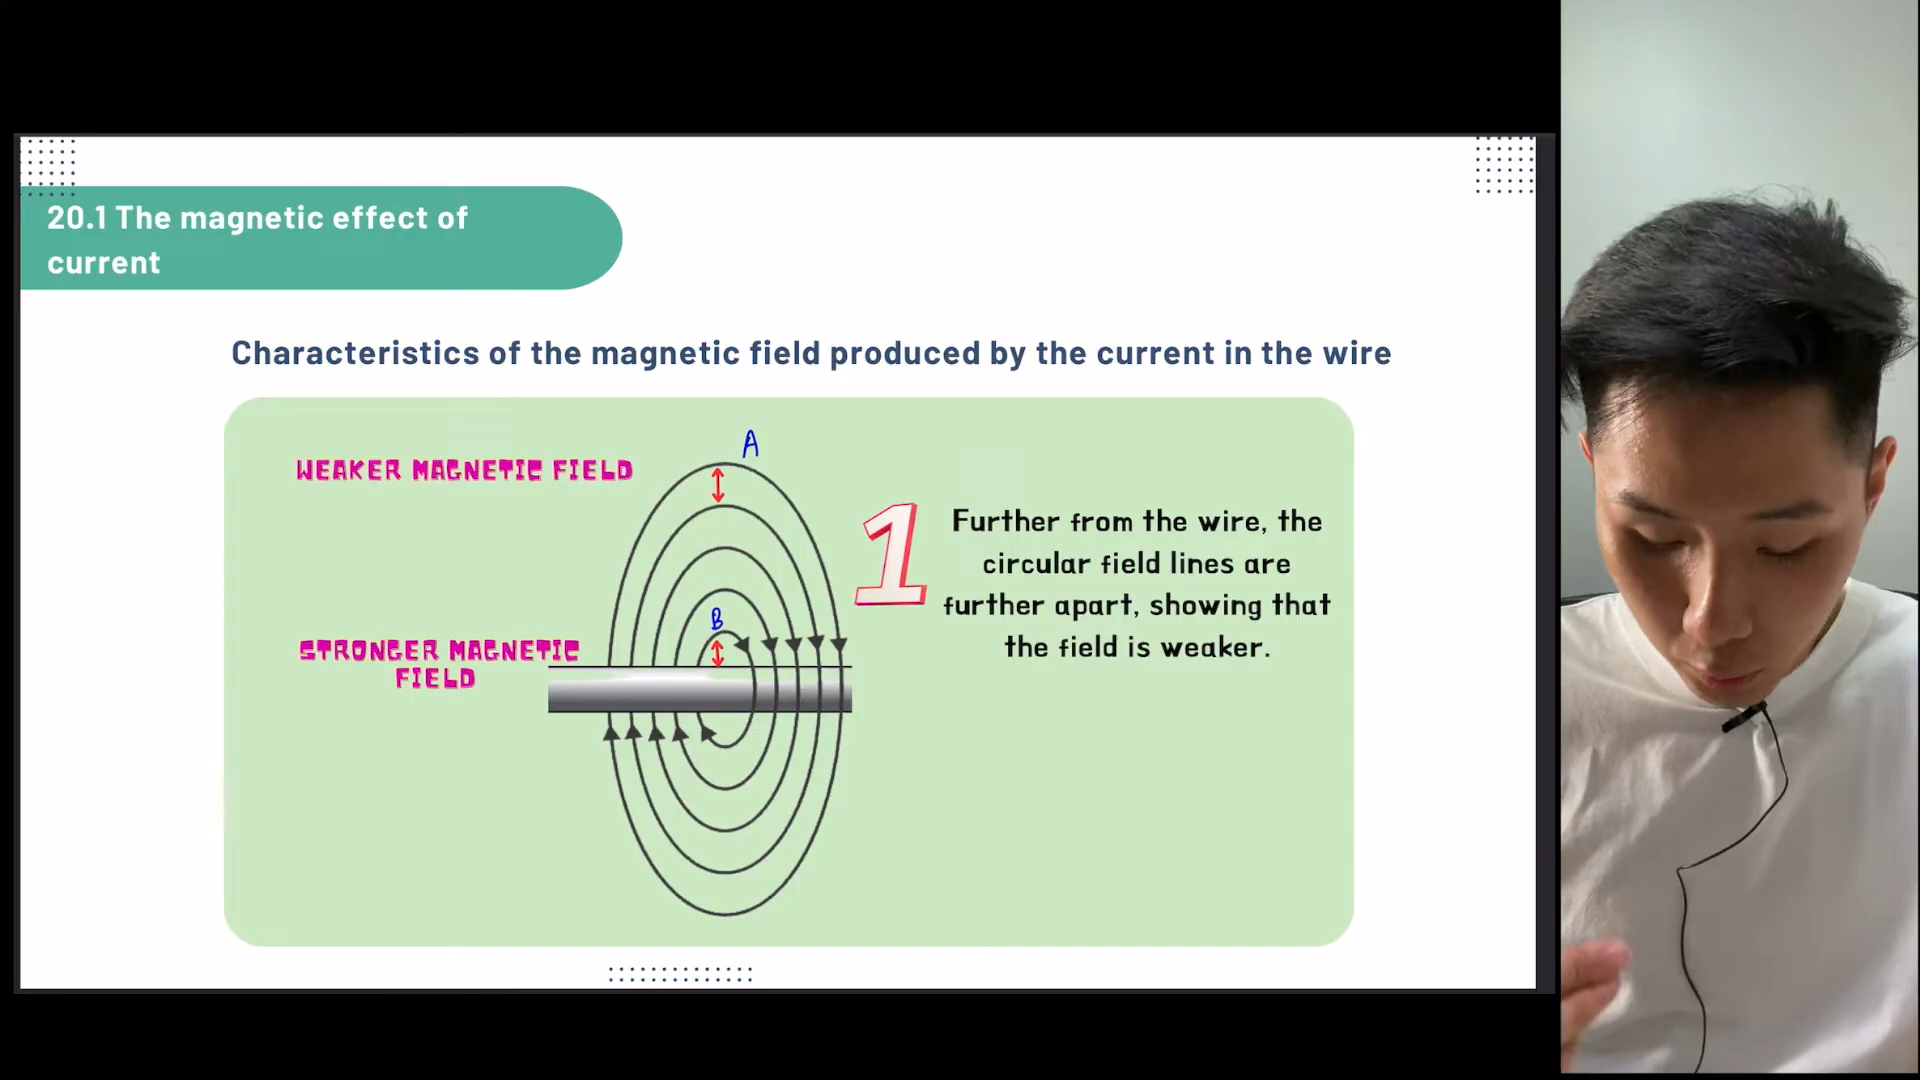 20.1 The magnetic effect of
current
Characteristics of the magnetic field produced by the current in the wire
WEAKER MAGNETIC FIELD
A
1
Further from the wire, the
circular field lines are
further apart, showing that
the field is weaker.
B
STRONGER MAGNETIC
FIELD